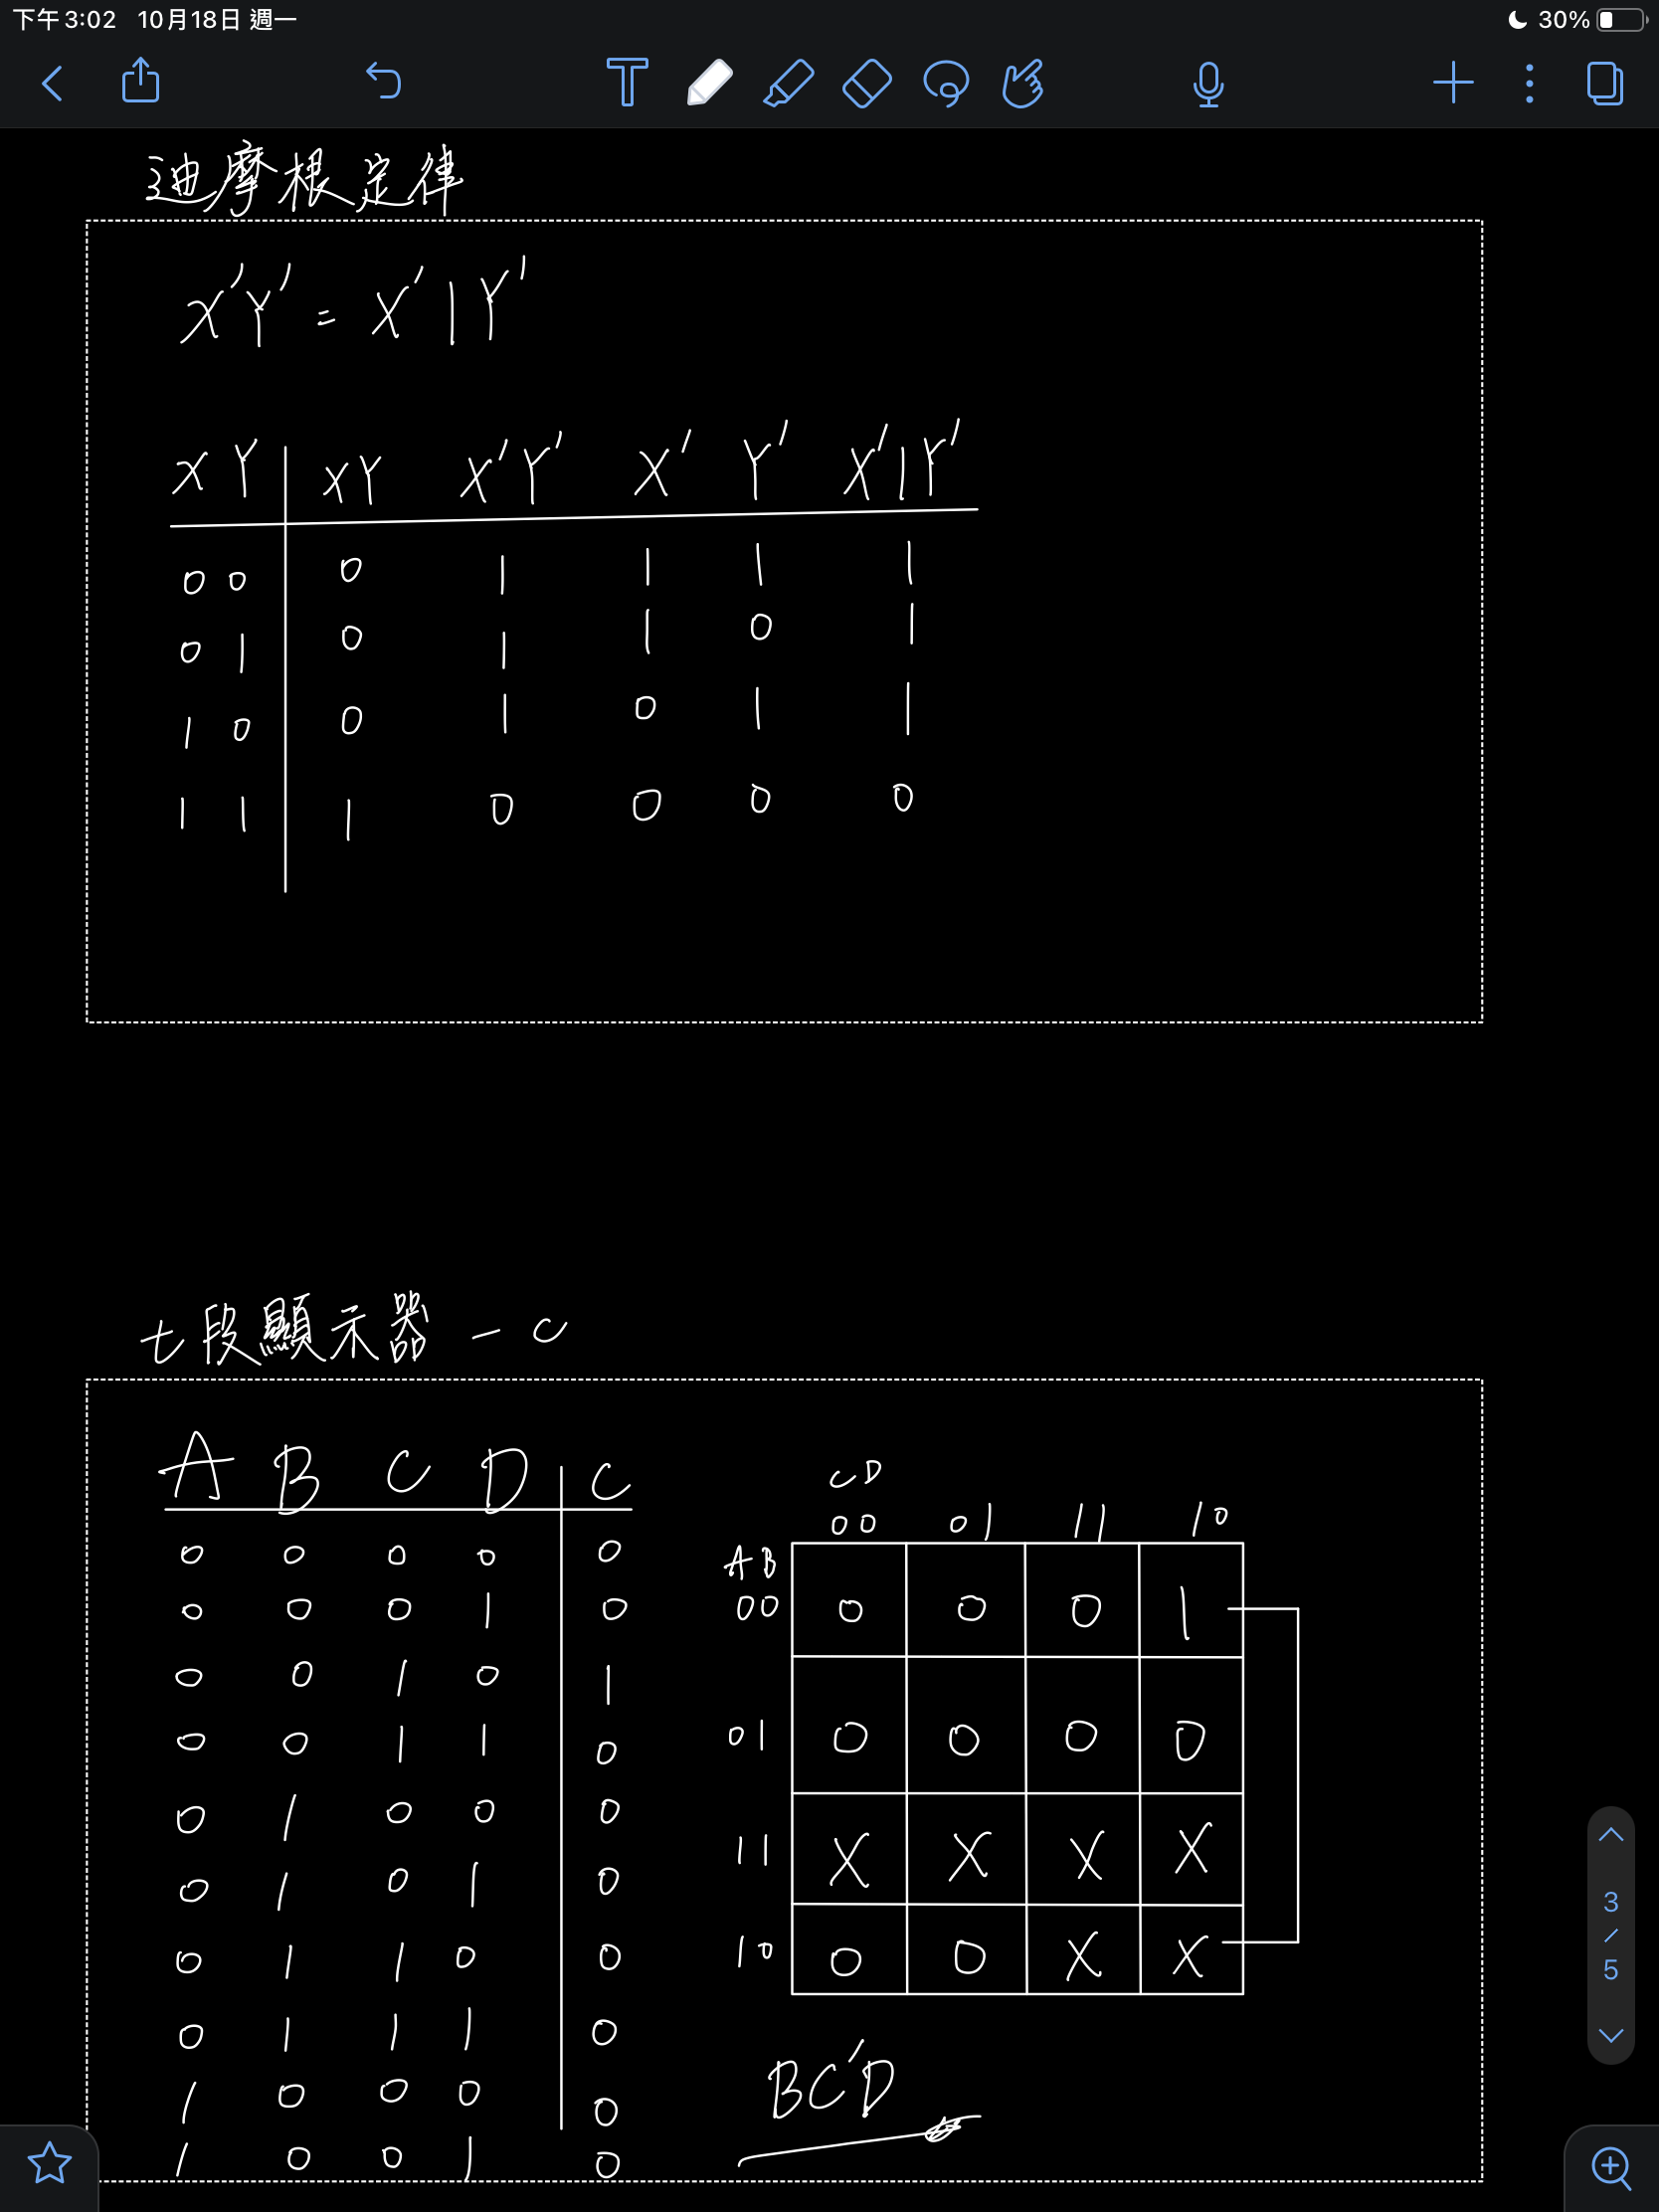 下午3:02 10月18日 週一 30%
迪摩根定律
X'Y' = X'|Y'
X Y XY X'Y' X' Y' X'|Y'
0 0 0 1 1 1 1
0 1 0 1 1 0 1
1 0 0 1 0 1 1
1 1 1 0 0 0 0
七段顯示器 - C
A B C D C
0 0 0 0 0
0 0 0 1 0
0 0 1 0 1
0 0 1 1 0
0 1 0 0 0
0 1 0 1 0
0 1 1 0 0
0 1 1 1 0
1 0 0 0 0
1 0 0 1 0
CD
00 01 11 10
AB
00 0 0 0 1
01 0 0 0 0
11 X X X X
10 0 0 X X
BC'D
3
/
5